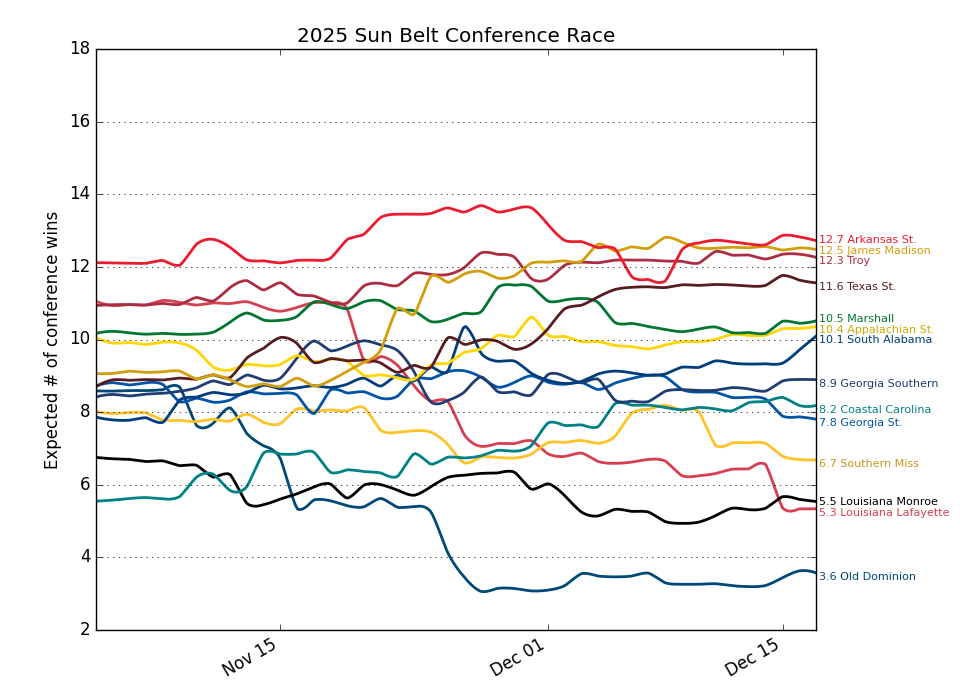 2025 Sun Belt Conference Race
Expected # of conference wins
18
16
14
12
10
8
6
4
2
Nov 15
Dec 01
Dec 15
12.7 Arkansas St.
12.5 James Madison
12.3 Troy
11.6 Texas St.
10.5 Marshall
10.4 Appalachian St.
10.1 South Alabama
8.9 Georgia Southern
8.2 Coastal Carolina
7.8 Georgia St.
6.7 Southern Miss
5.5 Louisiana Monroe
5.3 Louisiana Lafayette
3.6 Old Dominion